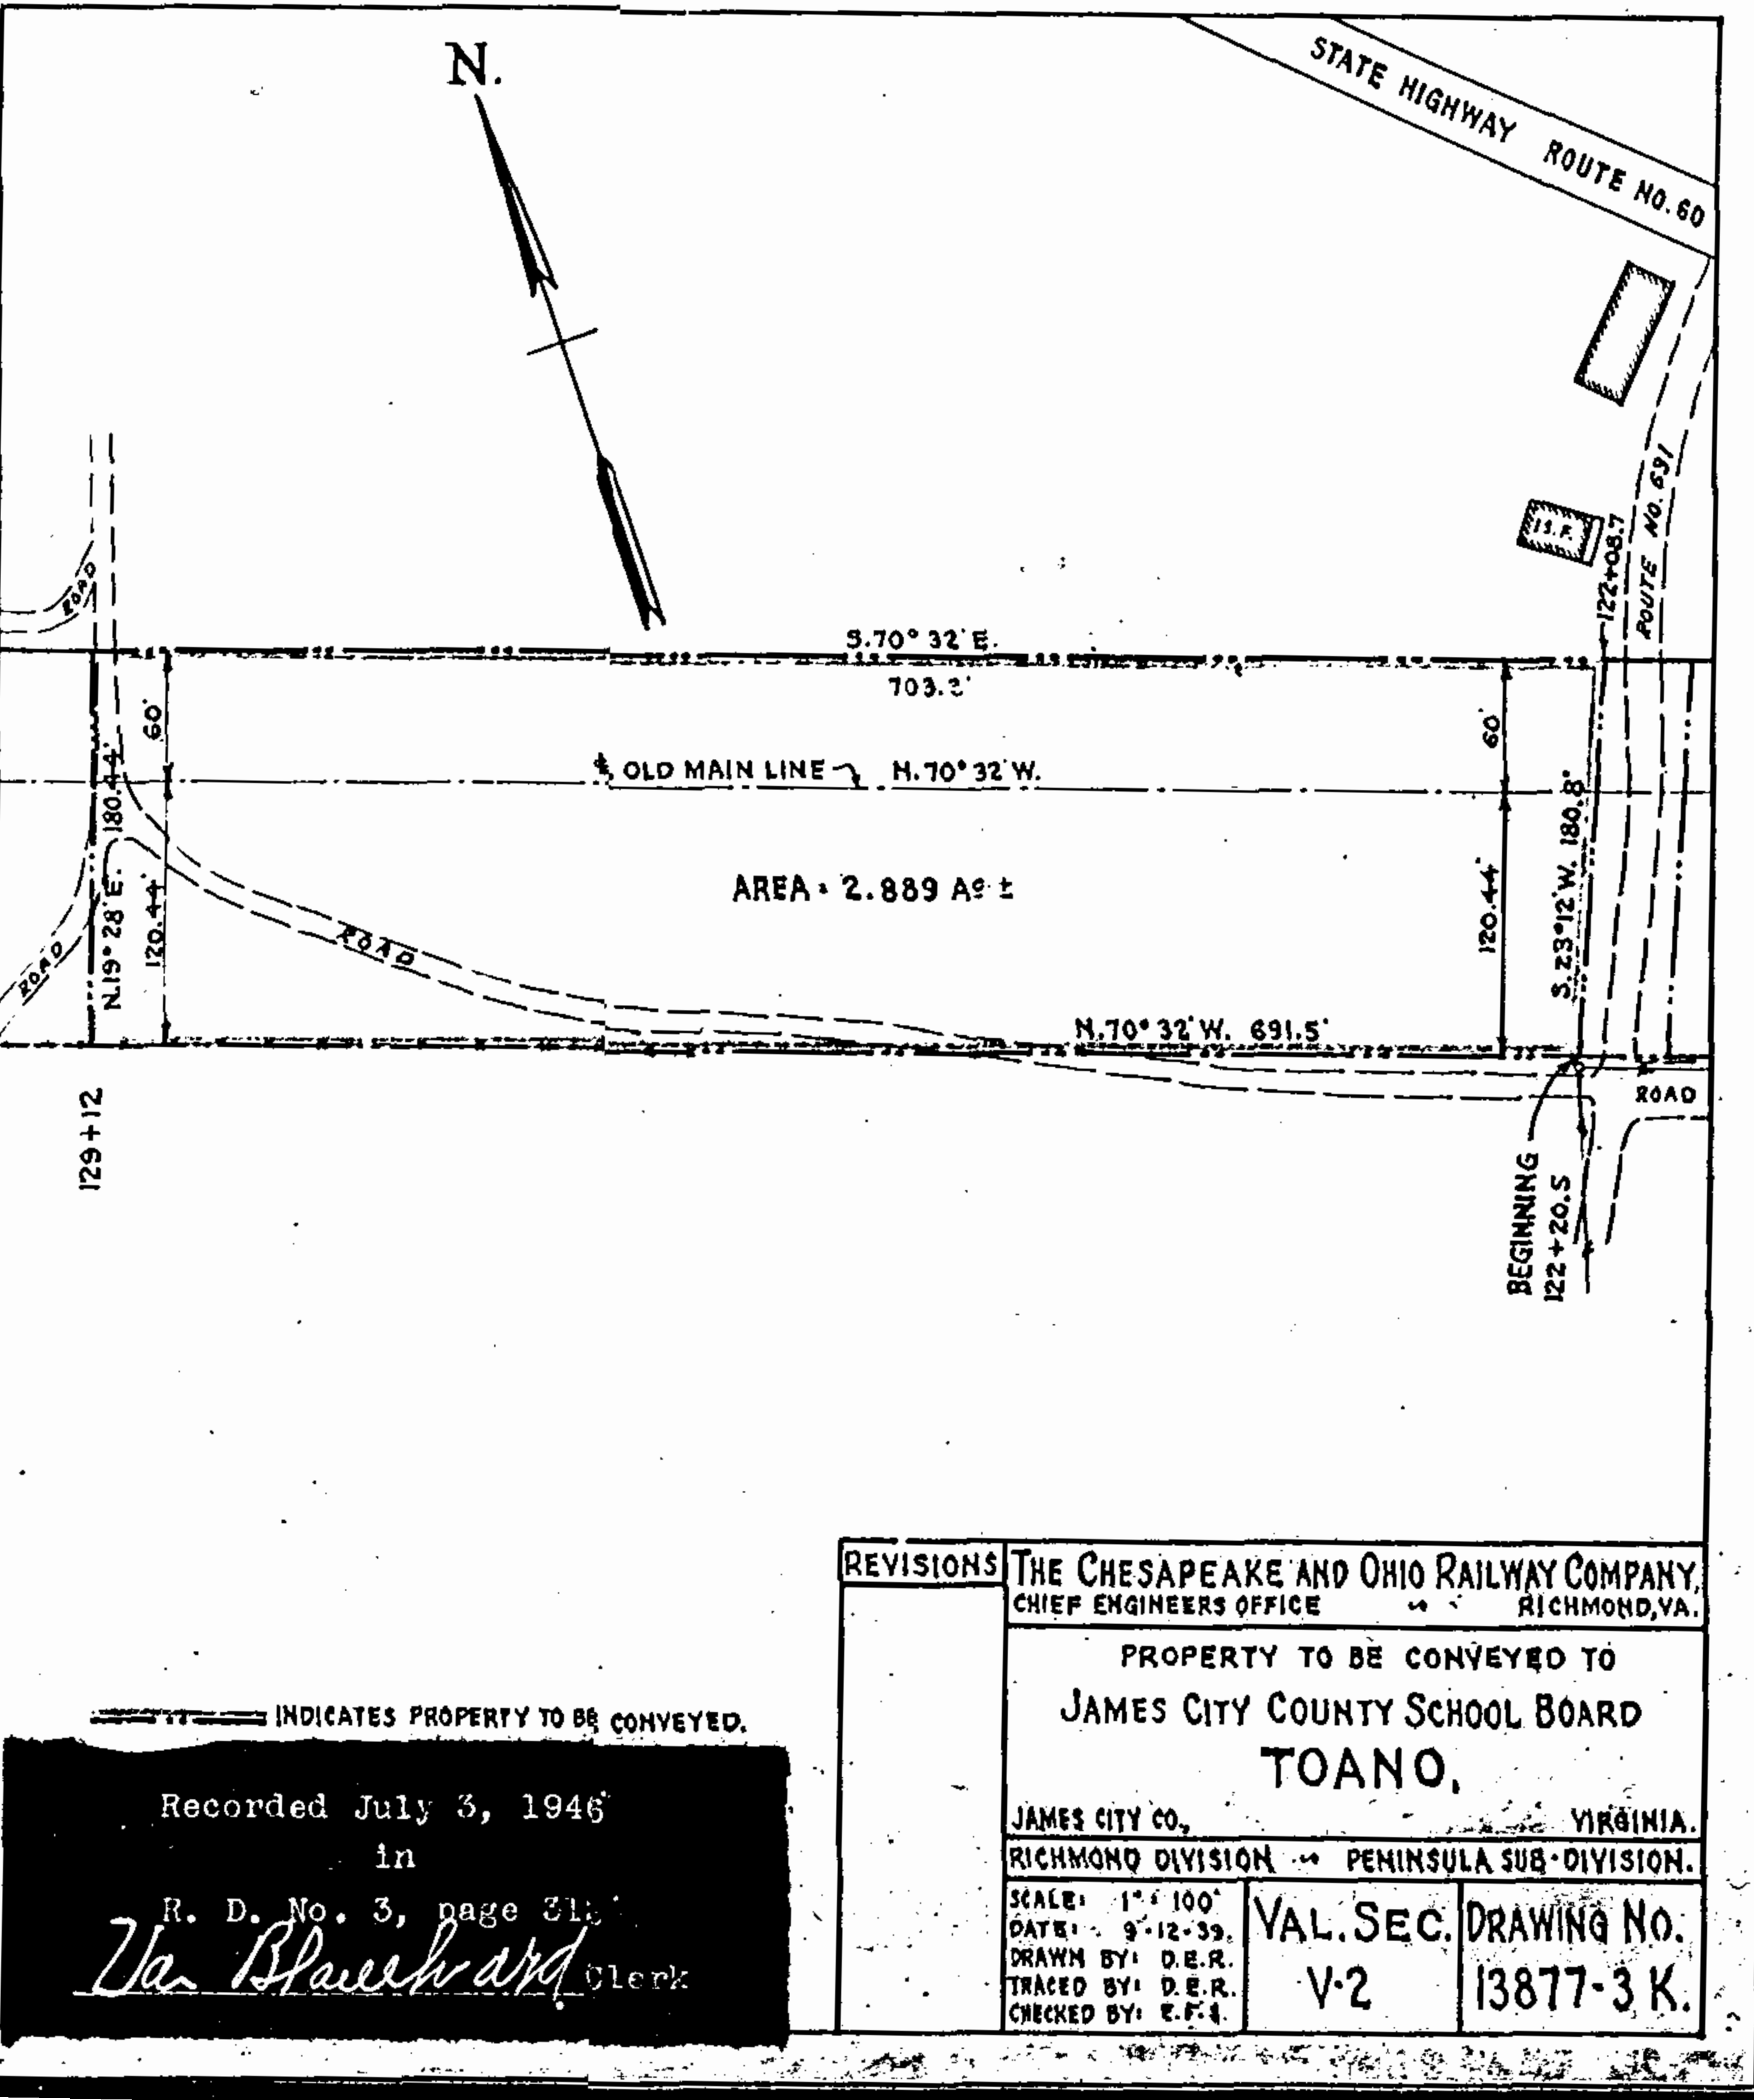 N.
STATE HIGHWAY ROUTE NO. 60
ROUTE NO. 691
122+08.7
ROAD
S. 70° 32' E.
703.3'
60'
60'
℄ OLD MAIN LINE N. 70° 32' W.
N. 19° 28' E. 180.44'
120.44'
AREA = 2.889 Ac ±
120.44'
S. 23° 12' W. 180.8'
ROAD
ROAD
N. 70° 32' W. 691.5'
ROAD
129+12
BEGINNING
122+20.5
REVISIONS
THE CHESAPEAKE AND OHIO RAILWAY COMPANY,
CHIEF ENGINEERS OFFICE RICHMOND, VA.
PROPERTY TO BE CONVEYED TO
JAMES CITY COUNTY SCHOOL BOARD
TOANO,
JAMES CITY CO., VIRGINIA.
RICHMOND DIVISION PENINSULA SUB-DIVISION.
SCALE: 1" = 100'
DATE: 9-12-39.
DRAWN BY: D.E.R.
TRACED BY: D.E.R.
CHECKED BY:
VAL. SEC.
V-2
DRAWING NO.
13877-3 K.
INDICATES PROPERTY TO BE CONVEYED.
Recorded July 3, 1946
in
R. D. No. 3, page
Clerk